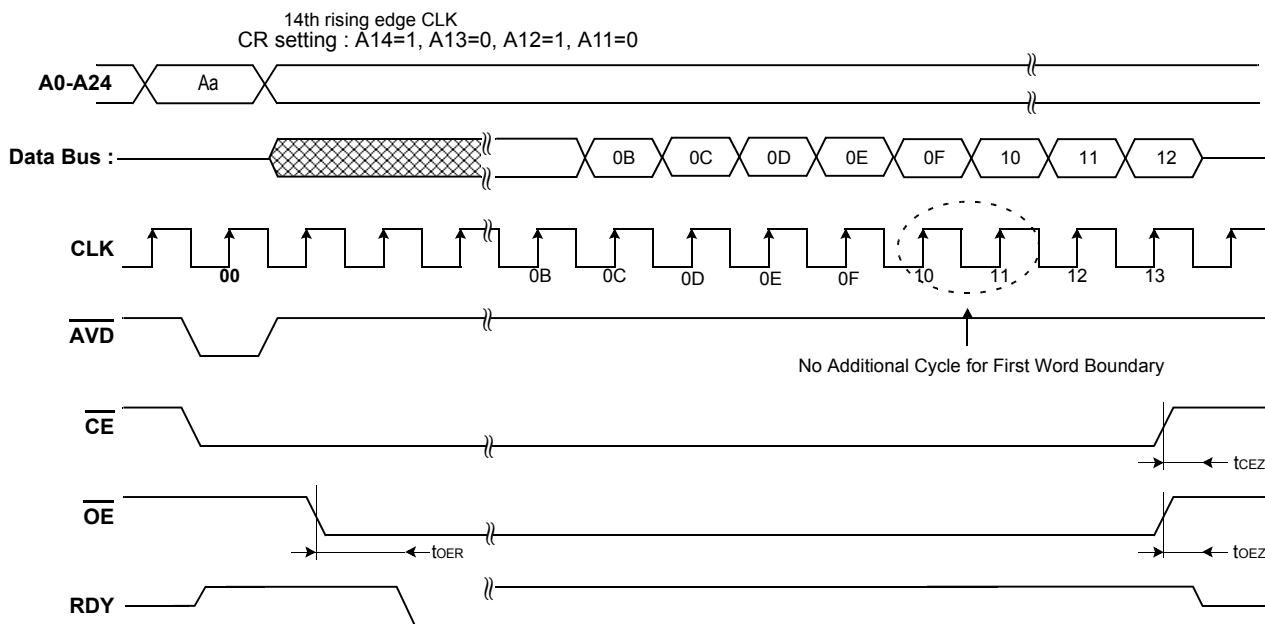 14th rising edge CLK
CR setting : A14=1, A13=0, A12=1, A11=0
A0-A24 Aa
Data Bus : 0B 0C 0D 0E 0F 10 11 12
CLK
00 0B 0C 0D 0E 0F 10 11 12 13
AVD
No Additional Cycle for First Word Boundary
CE
tCEZ
OE
tOER tOEZ
RDY